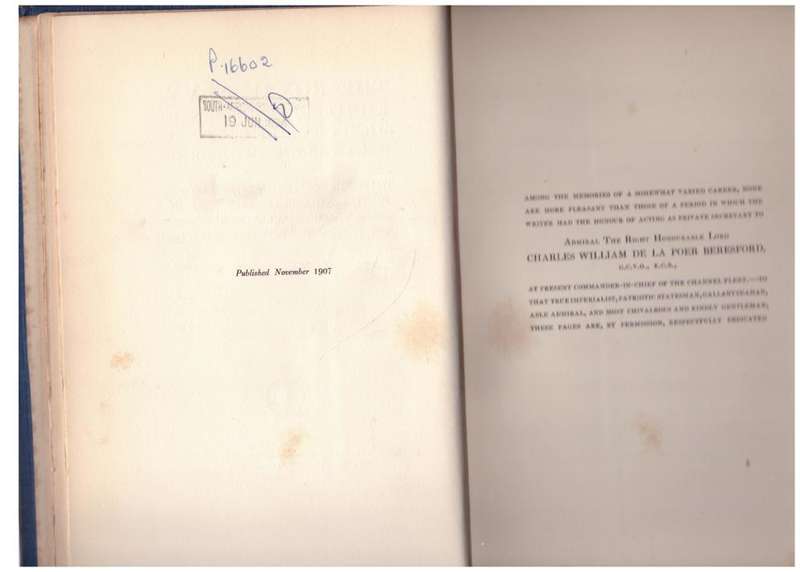 P.16602
SOUTH-
19 JUN
Published November 1907
AMONG THE MEMORIES OF A SOMEWHAT VARIED CAREER, NONE
ARE MORE PLEASANT THAN THOSE OF A PERIOD IN WHICH THE
WRITER HAD THE HONOUR OF ACTING AS PRIVATE SECRETARY TO
ADMIRAL THE RIGHT HONOURABLE LORD
CHARLES WILLIAM DE LA POER BERESFORD,
G.C.V.O., K.C.B.,
AT PRESENT COMMANDER-IN-CHIEF OF THE CHANNEL FLEET.—TO
THAT TRUE IMPERIALIST, PATRIOTIC STATESMAN, GALLANT SEAMAN,
ABLE ADMIRAL, AND MOST CHIVALROUS AND KINDLY GENTLEMAN,
THESE PAGES ARE, BY PERMISSION, RESPECTFULLY DEDICATED